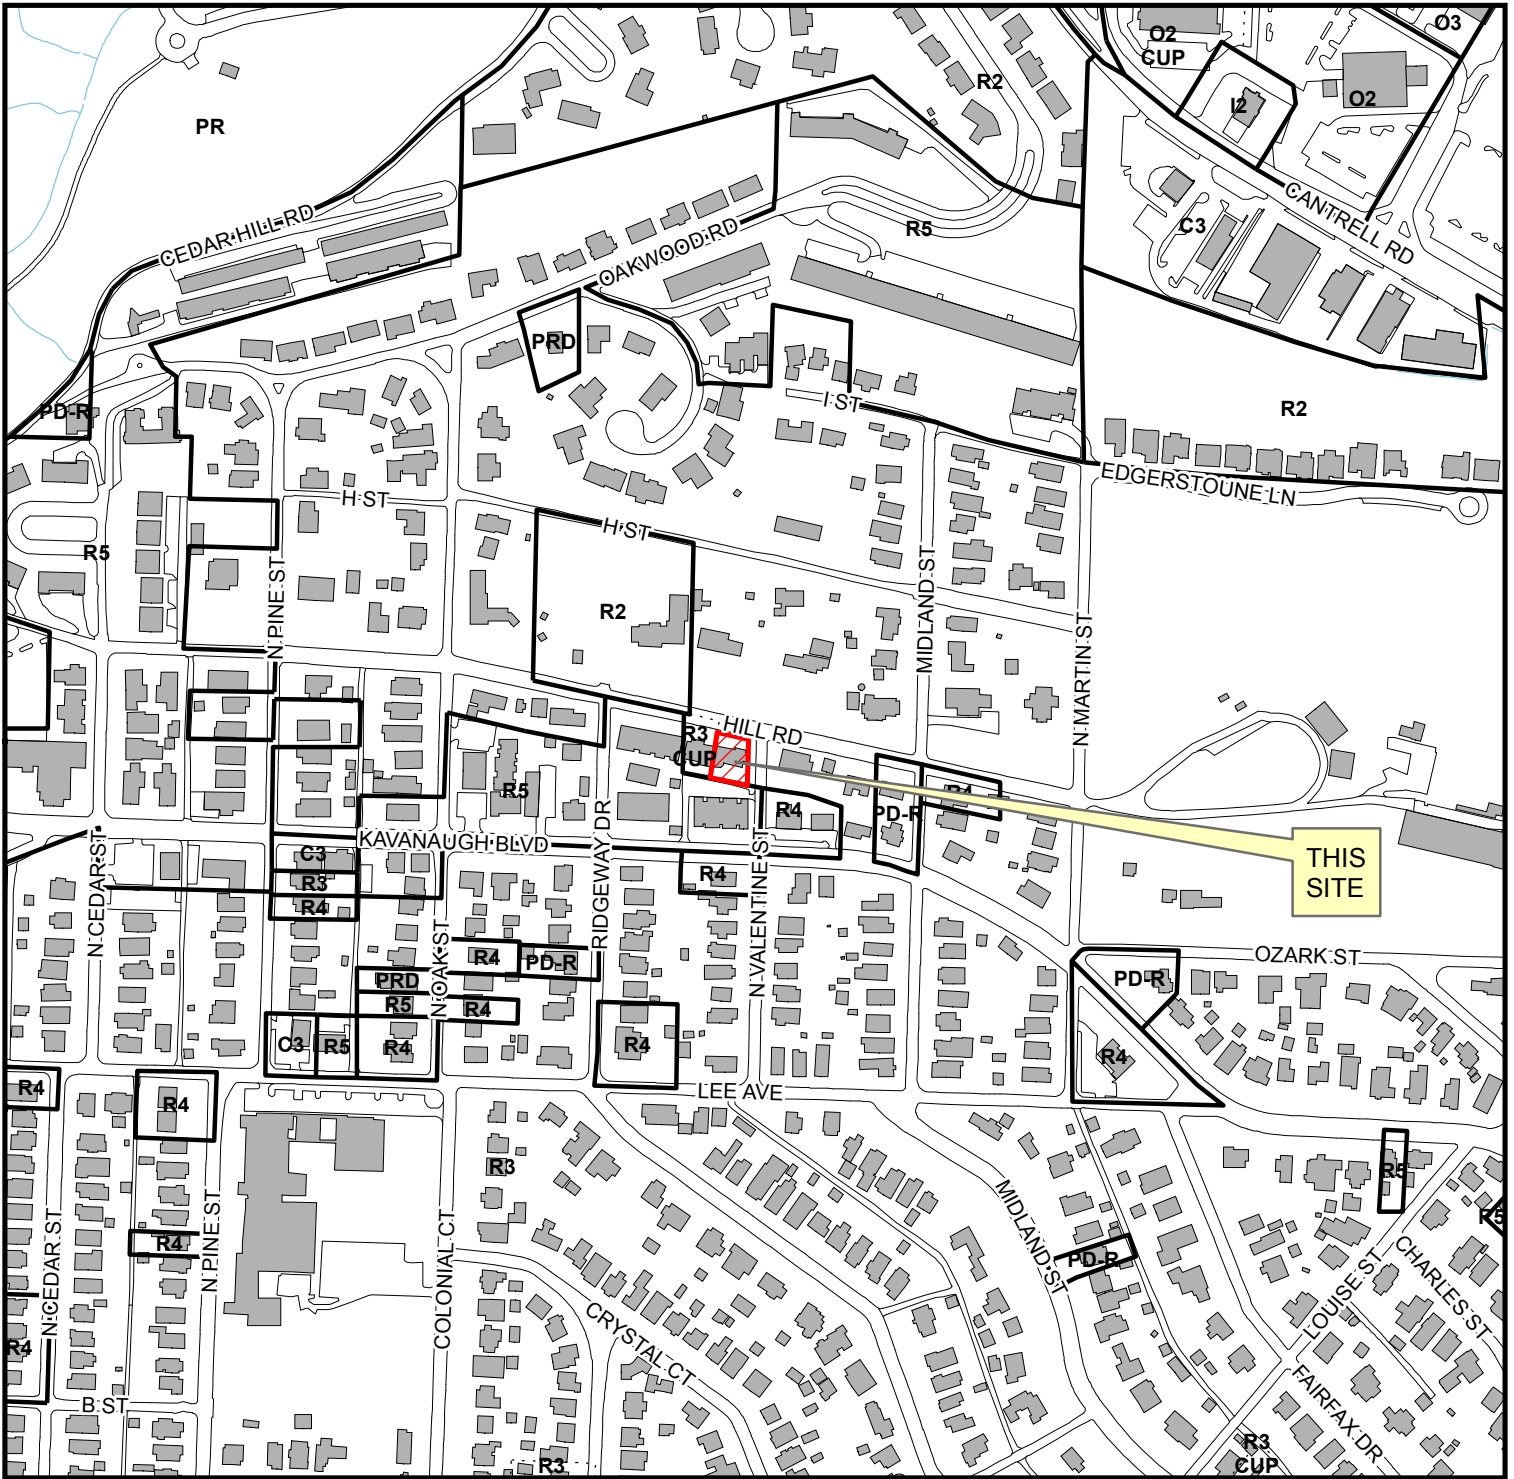 O3
O2
CUP
R2
O2
I2
PR
CANTRELL RD
CEDAR HILL RD
C3
R5
OAKWOOD RD
PRD
I ST
R2
PD-R
EDGERSTOUNE LN
H ST
H ST
R5
N PINE ST
MIDLAND ST
R2
N MARTIN ST
HILL RD
R3
CUP
R5
R4
R4
PD-R
RIDGEWAY DR
KAVANAUGH BLVD
THIS
SITE
C3
R3
R4
N CEDAR ST
R4
N VALENTINE ST
N OAK ST
R4
PD-R
OZARK ST
PRD
PD-R
R5
R4
C3
R5
R4
R4
R4
LEE AVE
R4
R4
R3
R5
MIDLAND ST
R5
R4
N PINE ST
N CEDAR ST
COLONIAL CT
PD-R
CHARLES ST
LOUISE ST
R4
CRYSTAL CT
B ST
FAIRFAX DR
R3
R3
CUP